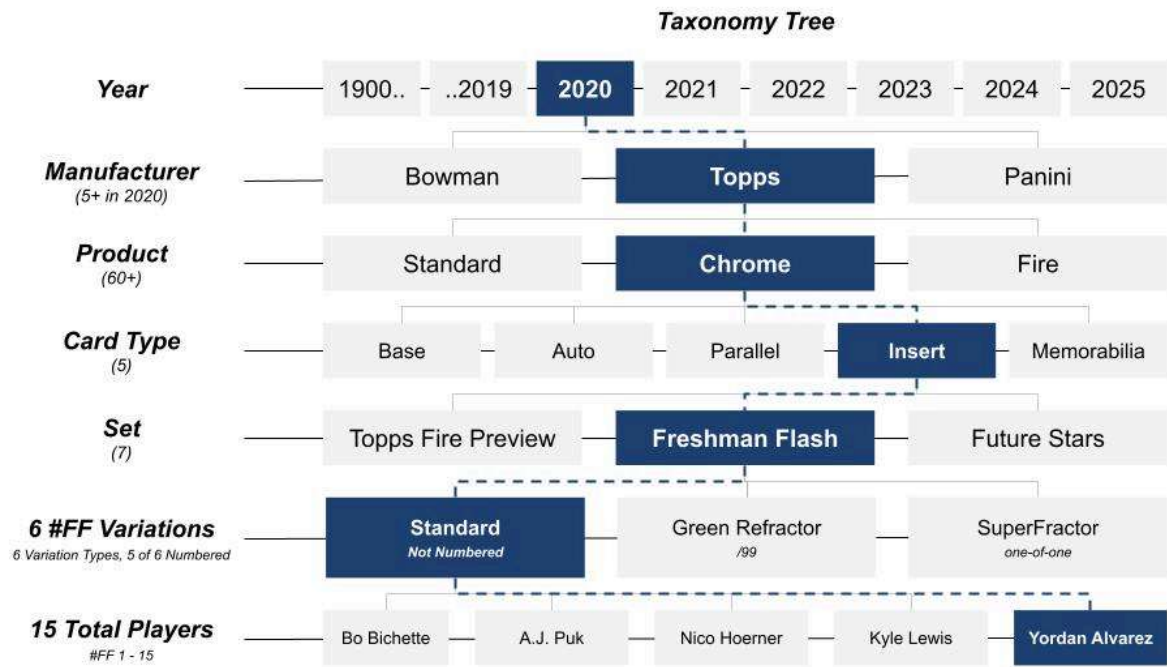 Taxonomy Tree
Year
1900.. ..2019 2020 2021 2022 2023 2024 2025
Manufacturer
(5+ in 2020)
Bowman Topps Panini
Product
(60+)
Standard Chrome Fire
Card Type
(5)
Base Auto Parallel Insert Memorabilia
Set
(7)
Topps Fire Preview Freshman Flash Future Stars
6 #FF Variations
6 Variation Types, 5 of 6 Numbered
Standard Green Refractor SuperFractor
Not Numbered /99 one-of-one
15 Total Players
#FF 1 - 15
Bo Bichette A.J. Puk Nico Hoerner Kyle Lewis Yordan Alvarez